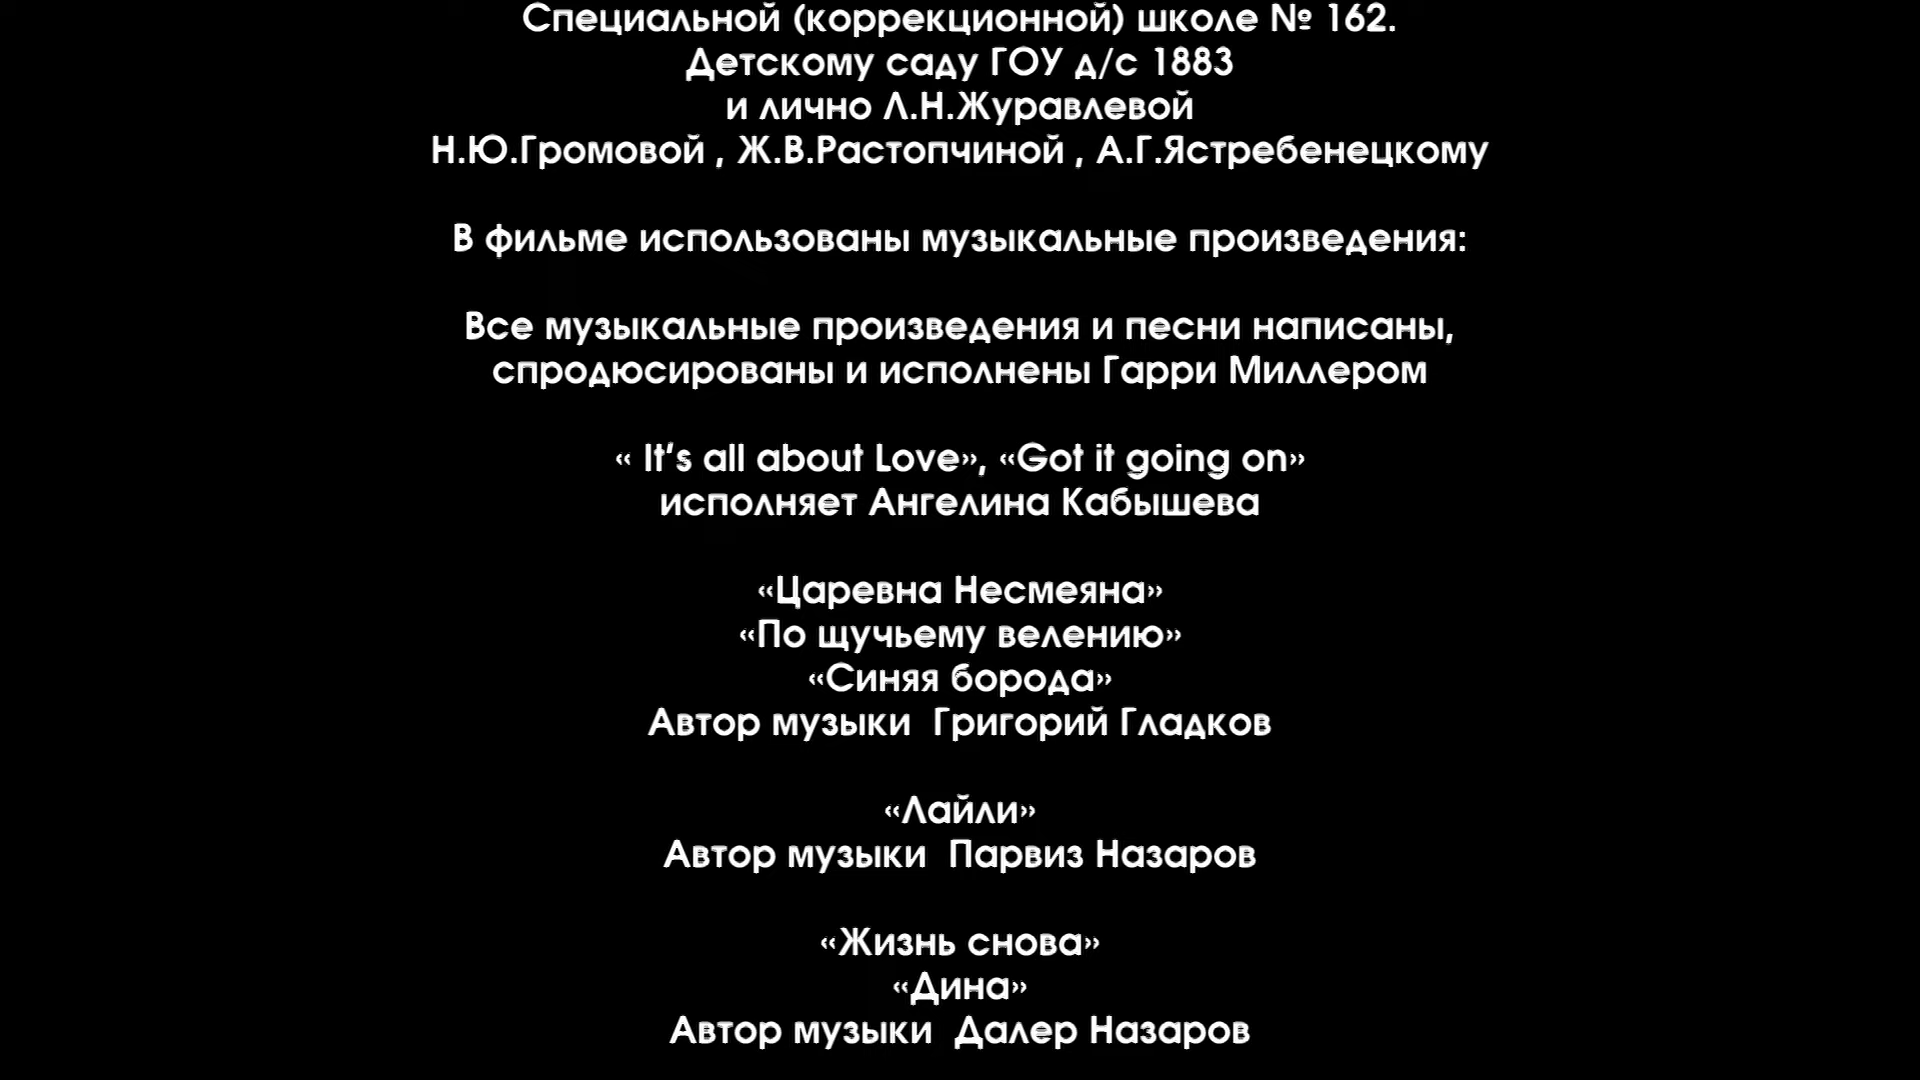 Специальной (коррекционной) школе № 162.
Детскому саду ГОУ д/с 1883
и лично Л.Н.Журавлевой
Н.Ю.Громовой , Ж.В.Растопчиной , А.Г.Ястребенецкому
В фильме использованы музыкальные произведения:
Все музыкальные произведения и песни написаны,
спродюсированы и исполнены Гарри Миллером
« It's all about Love», «Got it going on»
исполняет Ангелина Кабышева
«Царевна Несмеяна»
«По щучьему велению»
«Синяя борода»
Автор музыки  Григорий Гладков
«Лайли»
Автор музыки  Парвиз Назаров
«Жизнь снова»
«Дина»
Автор музыки  Далер Назаров